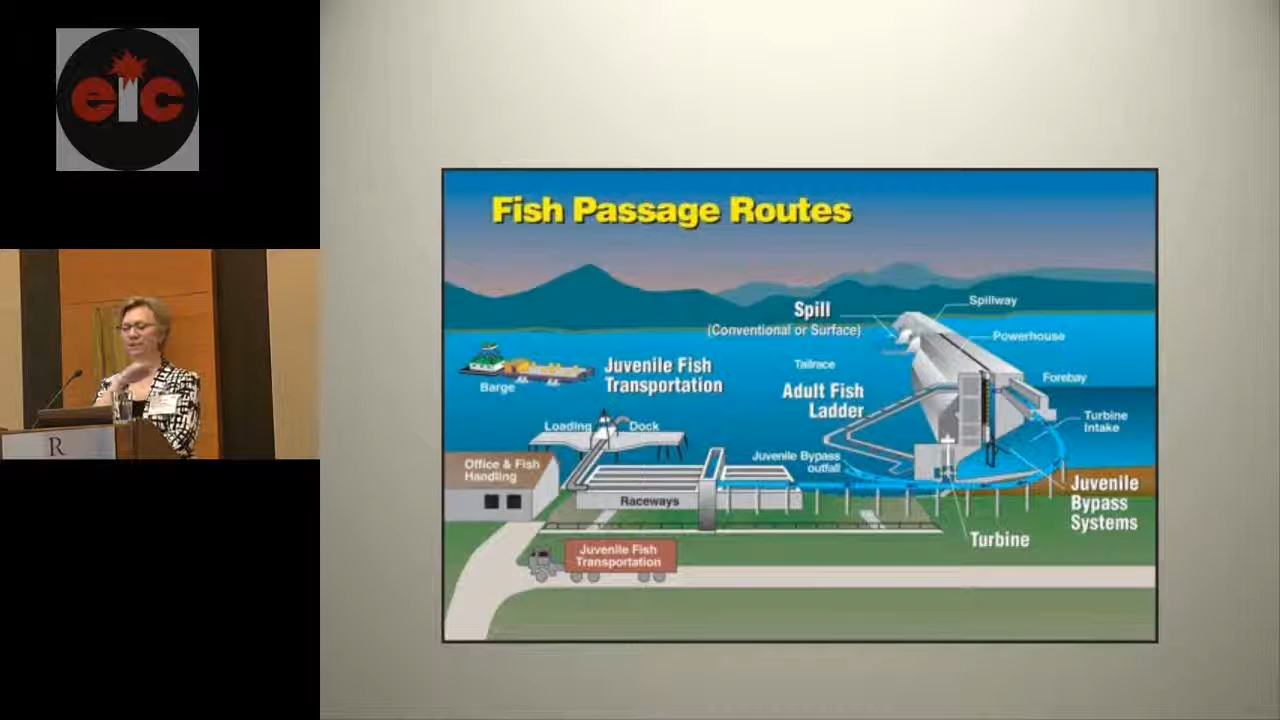 eic
R
Fish Passage Routes
Spillway
Spill
(Conventional or Surface)
Powerhouse
Tailrace
Juvenile Fish
Transportation
Barge
Forebay
Adult Fish
Ladder
Turbine
Intake
Loading Dock
Juvenile Bypass
outfall
Office & Fish
Handling
Raceways
Juvenile
Bypass
Systems
Turbine
Juvenile Fish
Transportation